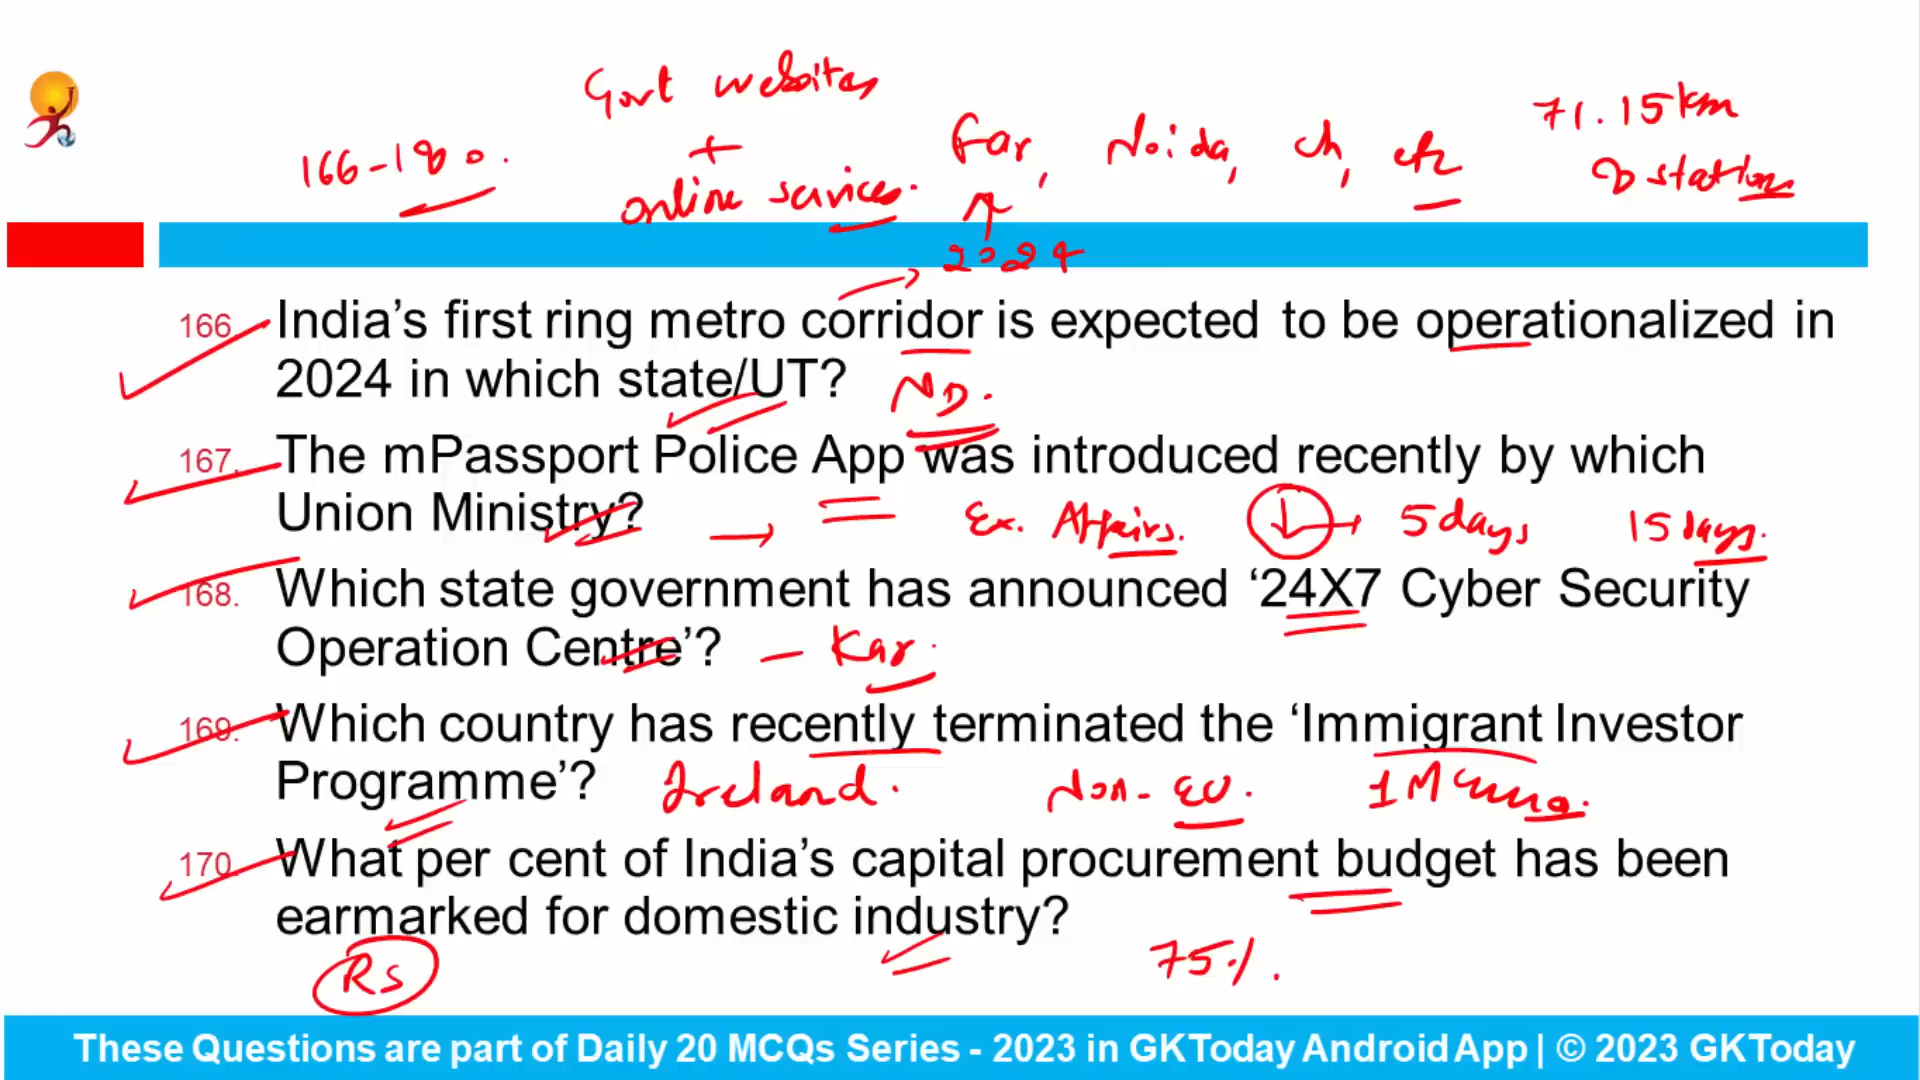 Govt websites
+
online services.
166-180.
Far, Noida, ch, etc
2024
71.15km
8 station
166. India’s first ring metro corridor is expected to be operationalized in
2024 in which state/UT? ND.
167. The mPassport Police App was introduced recently by which
Union Ministry? Ex. Affairs. 5 days 15 days.
168. Which state government has announced ‘24X7 Cyber Security
Operation Centre’? – Kar.
169. Which country has recently terminated the ‘Immigrant Investor
Programme’? Ireland. Non-EU. 1M euro.
170. What per cent of India’s capital procurement budget has been
earmarked for domestic industry?
RS 75%.
These Questions are part of Daily 20 MCQs Series - 2023 in GKToday Android App | © 2023 GKToday